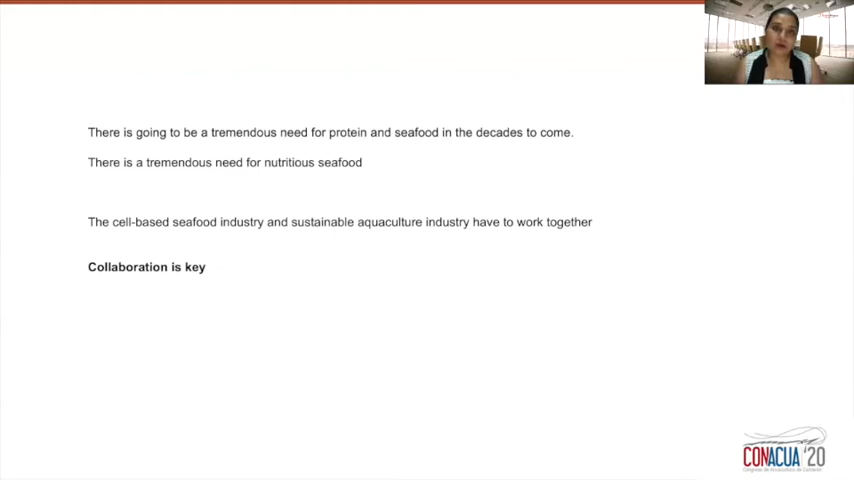 There is going to be a tremendous need for protein and seafood in the decades to come.
There is a tremendous need for nutritious seafood
The cell-based seafood industry and sustainable aquaculture industry have to work together
Collaboration is key
CONACUA '20